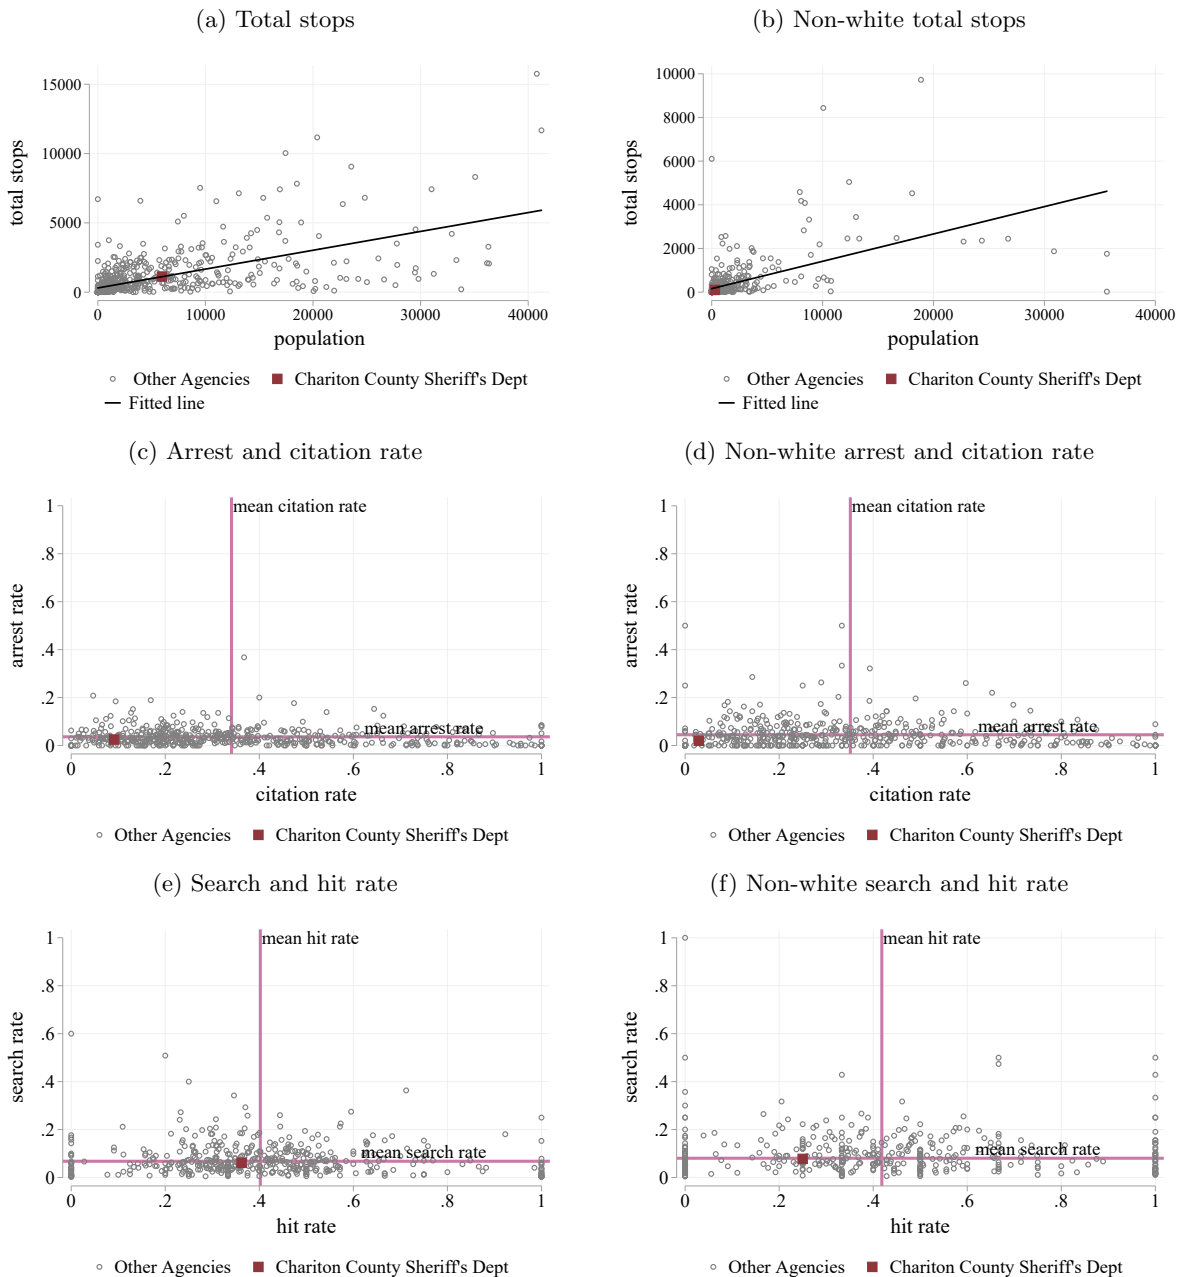 (a) Total stops
(b) Non-white total stops
total stops
15000
10000
5000
0
0 10000 20000 30000 40000
population
Other Agencies Chariton County Sheriff's Dept
Fitted line
total stops
10000
8000
6000
4000
2000
0
0 10000 20000 30000 40000
population
Other Agencies Chariton County Sheriff's Dept
Fitted line
(c) Arrest and citation rate
(d) Non-white arrest and citation rate
arrest rate
1
.8
.6
.4
.2
0
mean citation rate
mean arrest rate
0 .2 .4 .6 .8 1
citation rate
Other Agencies Chariton County Sheriff's Dept
arrest rate
1
.8
.6
.4
.2
0
mean citation rate
mean arrest rate
0 .2 .4 .6 .8 1
citation rate
Other Agencies Chariton County Sheriff's Dept
(e) Search and hit rate
(f) Non-white search and hit rate
search rate
1
.8
.6
.4
.2
0
mean hit rate
mean search rate
0 .2 .4 .6 .8 1
hit rate
Other Agencies Chariton County Sheriff's Dept
search rate
1
.8
.6
.4
.2
0
mean hit rate
mean search rate
0 .2 .4 .6 .8 1
hit rate
Other Agencies Chariton County Sheriff's Dept